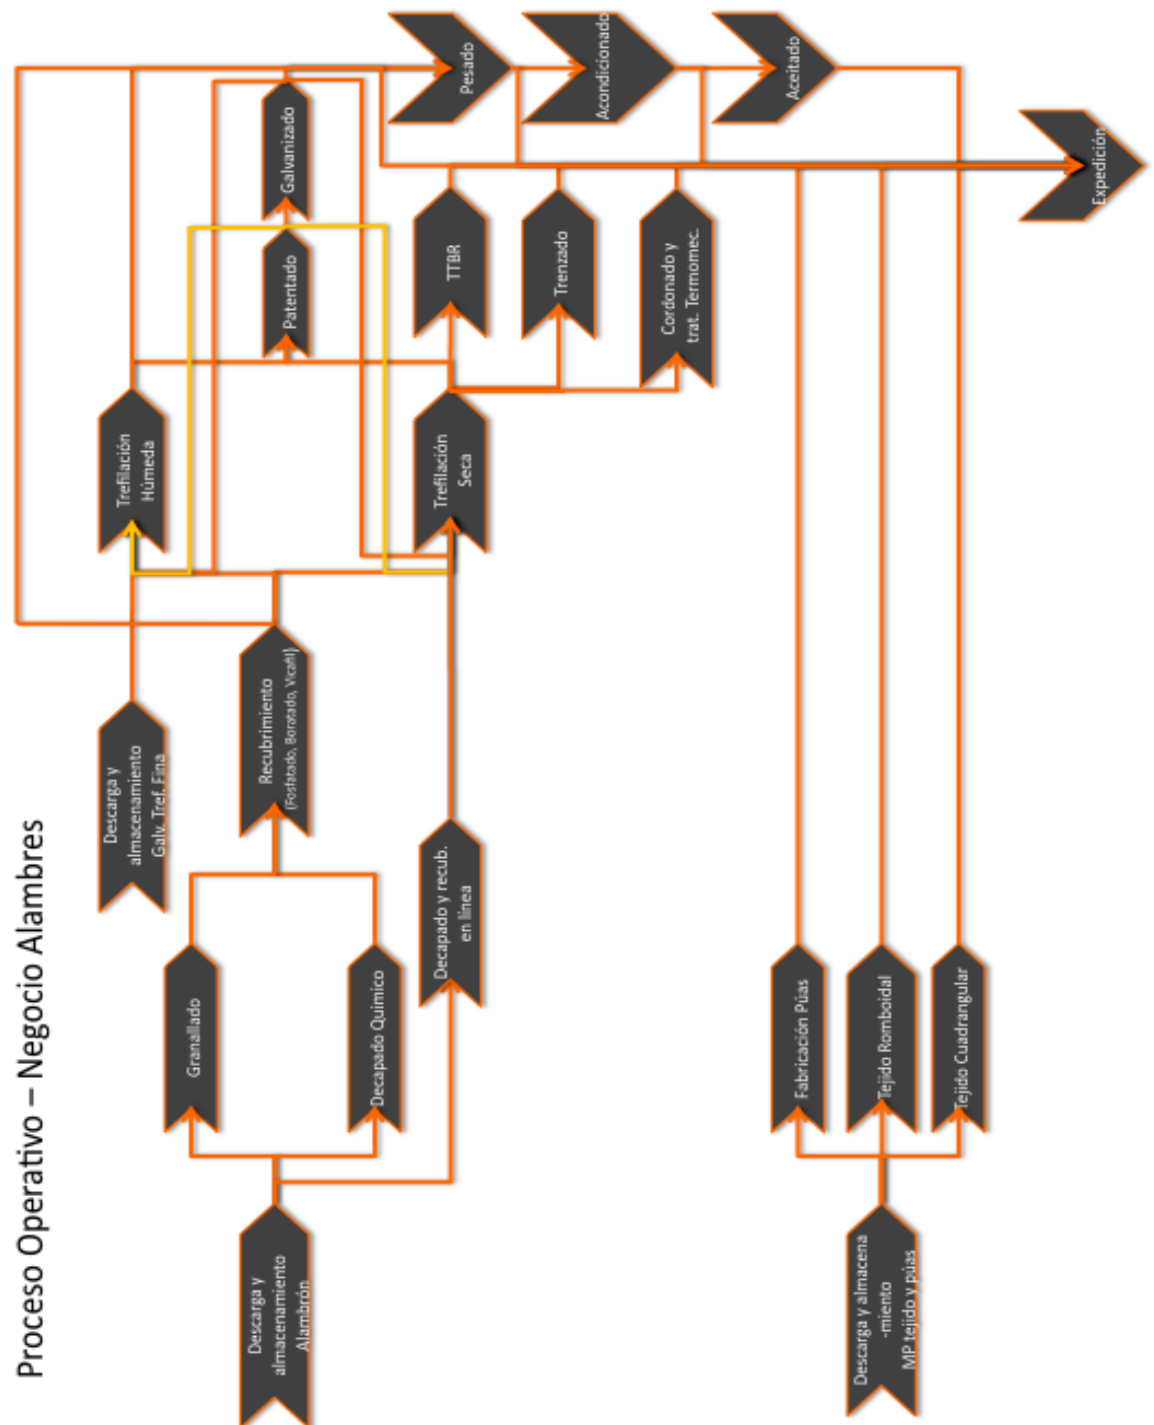 Proceso Operativo – Negocio Alambres
Descarga y
almacenamiento
Alambrón
Granallado
Decapado Quimico
Decapado y recub.
en línea
Descarga y
almacenamiento
Galv. Tref. Fina
Recubrimiento
(Fosfatado, Boratado, Vicafil)
Trefilación
Húmeda
Trefilación
Seca
Patentado
Galvanizado
TTBR
Trenzado
Cordonado y
trat. Termomec.
Pesado
Acondicionado
Aceitado
Expedición
Descarga y almacena
-miento
MP tejido y púas
Fabricación Púas
Tejido Romboidal
Tejido Cuadrangular